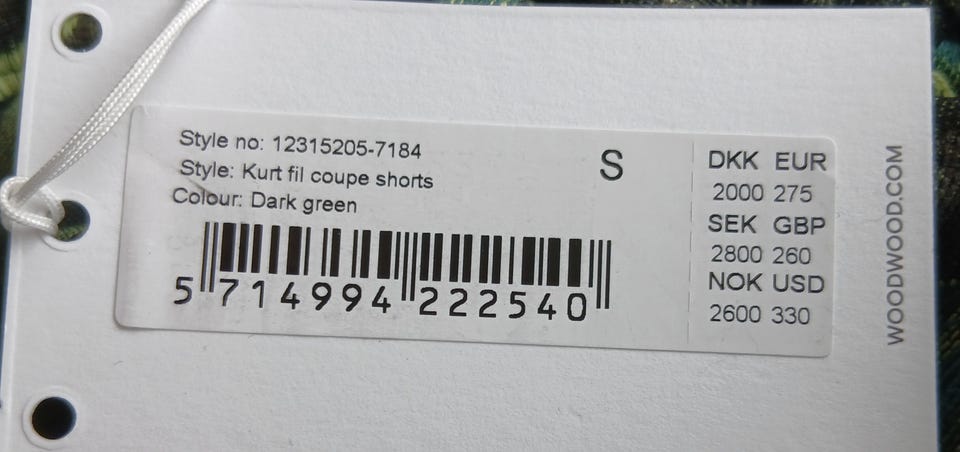 Style no: 12315205-7184
Style: Kurt fil coupe shorts
Colour: Dark green
S
5 714994 222540
DKK EUR
2000 275
SEK GBP
2800 260
NOK USD
2600 330
WOODWOOD.COM